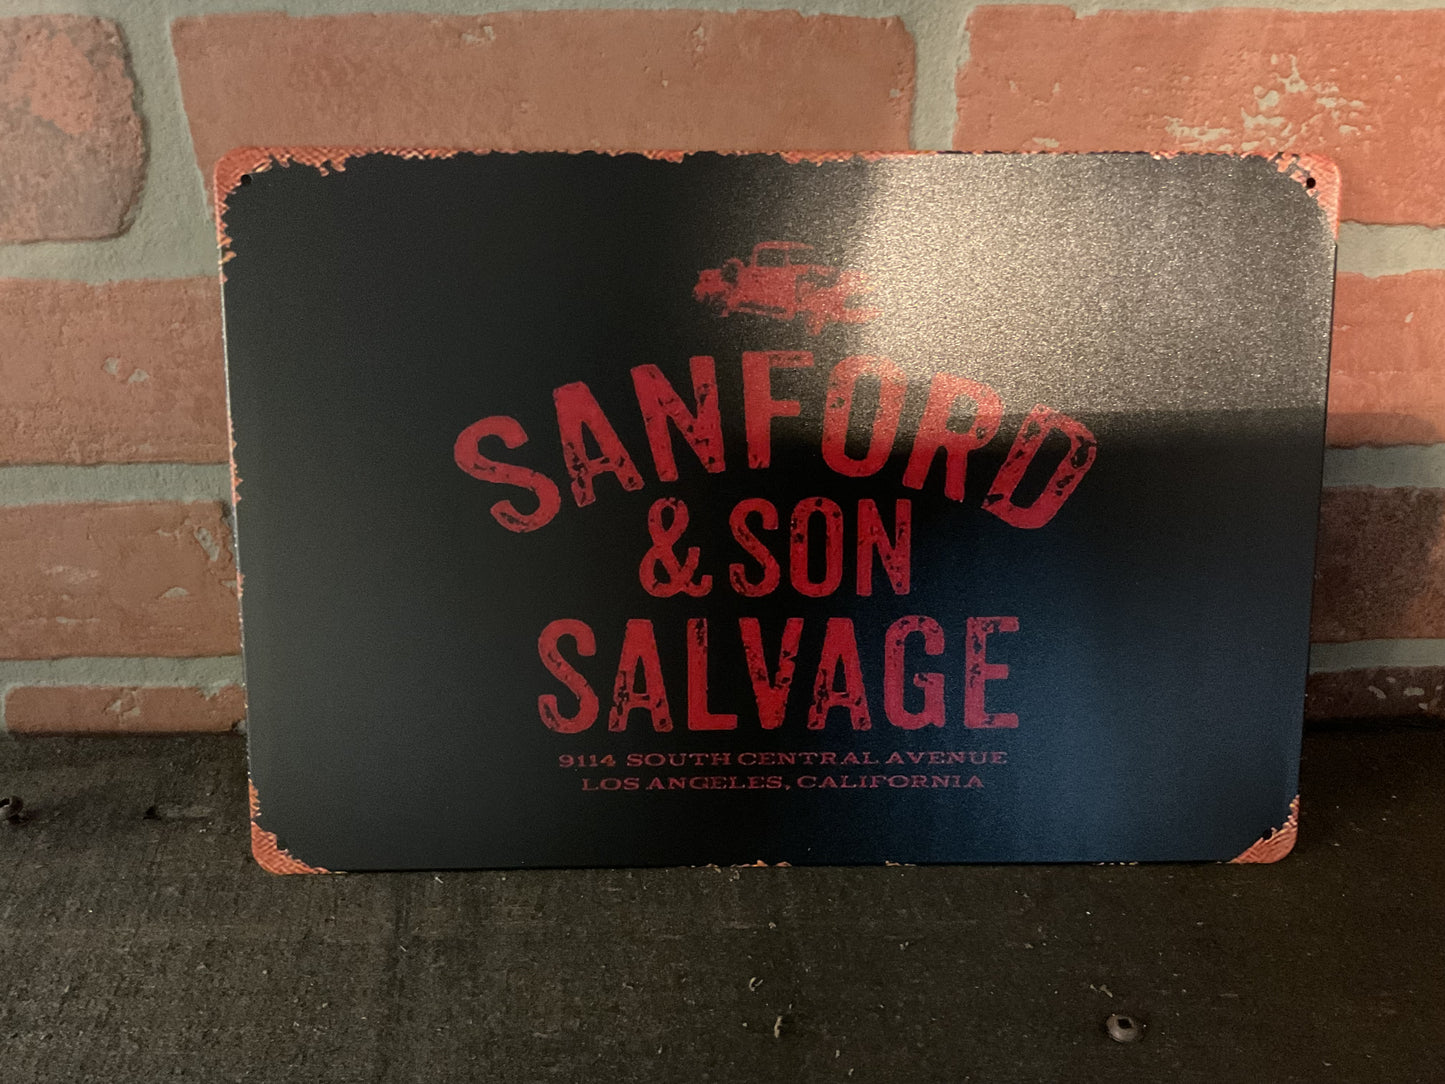 SANFORD
& SON
SALVAGE
9114 SOUTH CENTRAL AVENUE
LOS ANGELES, CALIFORNIA